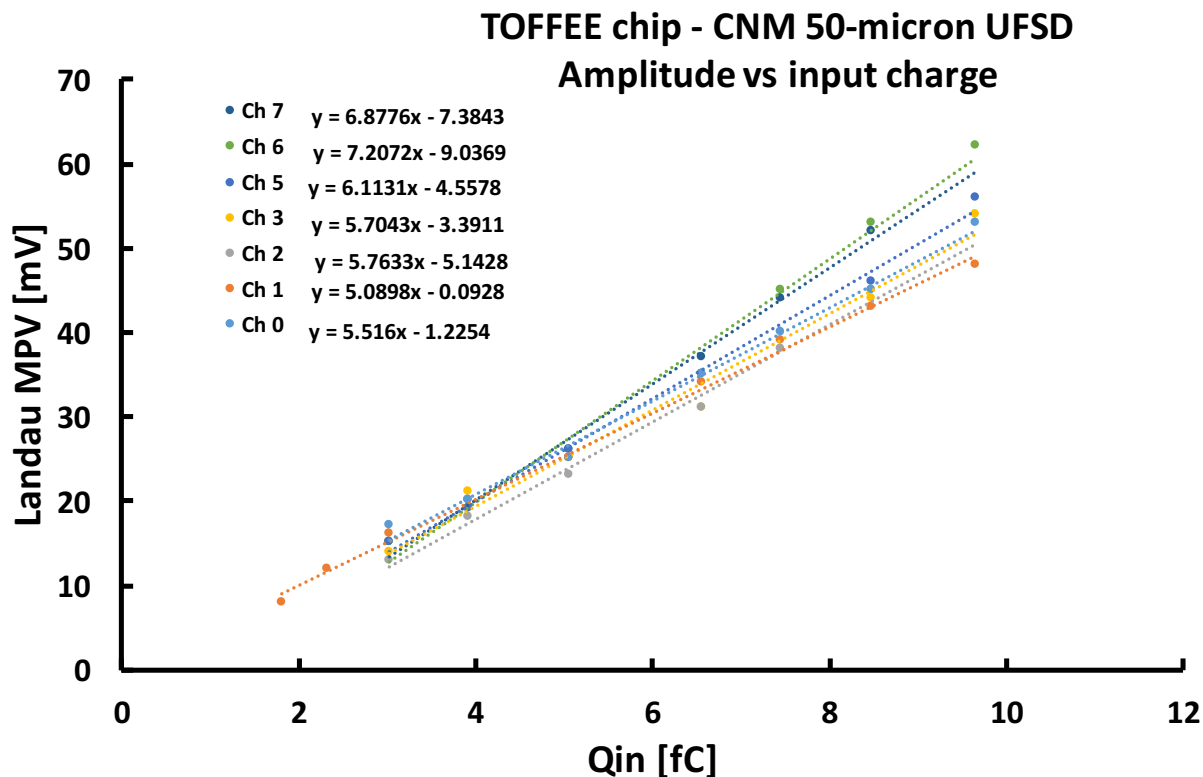 TOFFEE chip - CNM 50-micron UFSD
Amplitude vs input charge
70
60
50
40
30
20
10
0
Landau MPV [mV]
Ch 7 y = 6.8776x - 7.3843
Ch 6 y = 7.2072x - 9.0369
Ch 5 y = 6.1131x - 4.5578
Ch 3 y = 5.7043x - 3.3911
Ch 2 y = 5.7633x - 5.1428
Ch 1 y = 5.0898x - 0.0928
Ch 0 y = 5.516x - 1.2254
0 2 4 6 8 10 12
Qin [fC]